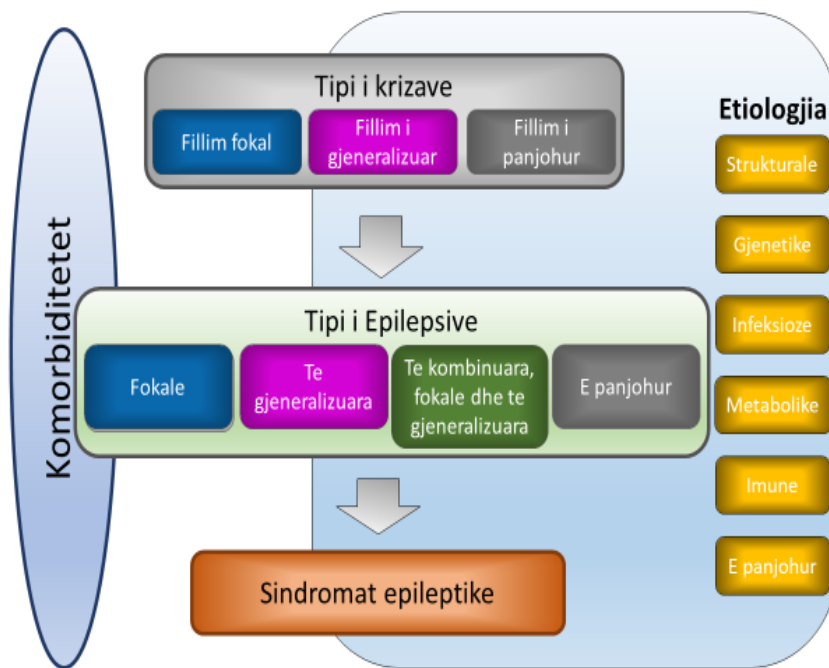 Komorbiditetet
Tipi i krizave
Fillim fokal
Fillim i
gjeneralizuar
Fillim i
panjohur
Tipi i Epilepsive
Fokale
Te
gjeneralizuara
Te kombinuara,
fokale dhe te
gjeneralizuara
E panjohur
Sindromat epileptike
Etiologjia
Strukturale
Gjenetike
Infeksioze
Metabolike
Imune
E panjohur